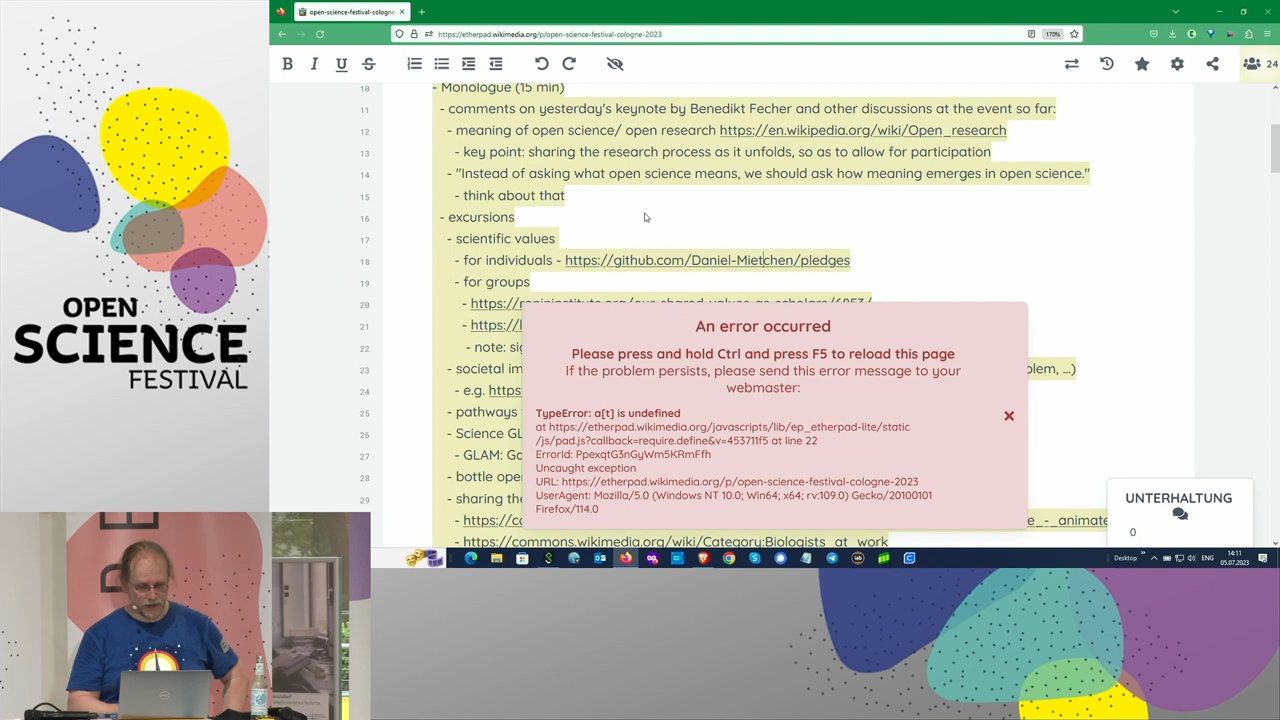 open-science-festival-cologne
https://etherpad.wikimedia.org/p/open-science-festival-cologne-2023
170%
B I U S
24
10 - Monologue (15 min)
11 - comments on yesterday's keynote by Benedikt Fecher and other discussions at the event so far:
12 - meaning of open science/ open research https://en.wikipedia.org/wiki/Open_research
13 - key point: sharing the research process as it unfolds, so as to allow for participation
14 - "Instead of asking what open science means, we should ask how meaning emerges in open science."
15 - think about that
16 - excursions
17 - scientific values
18 - for individuals - https://github.com/Daniel-Mietchen/pledges
19 - for groups
20 - https://
21 - https://
22 - note:
23 - societal
24 - e.g. https
25 - pathways
26 - Science
27 - GLAM:
28 - bottle
29 - sharing
- https://
- https://commons.wikimedia.org/wiki/Category:Biologists_at_work
An error occurred
Please press and hold Ctrl and press F5 to reload this page
If the problem persists, please send this error message to your
webmaster:
TypeError: a[t] is undefined
at https://etherpad.wikimedia.org/javascripts/lib/ep_etherpad-lite/static
/js/pad.js?callback=require.define&v=453711f5 at line 22
ErrorId: PpexqtG3nGyWm5KRmFfh
Uncaught exception
URL: https://etherpad.wikimedia.org/p/open-science-festival-cologne-2023
UserAgent: Mozilla/5.0 (Windows NT 10.0; Win64; x64; rv:109.0) Gecko/20100101
Firefox/114.0
UNTERHALTUNG
0
Desktop
ENG
14:11
05.07.2023
OPEN
SCIENCE
FESTIVAL